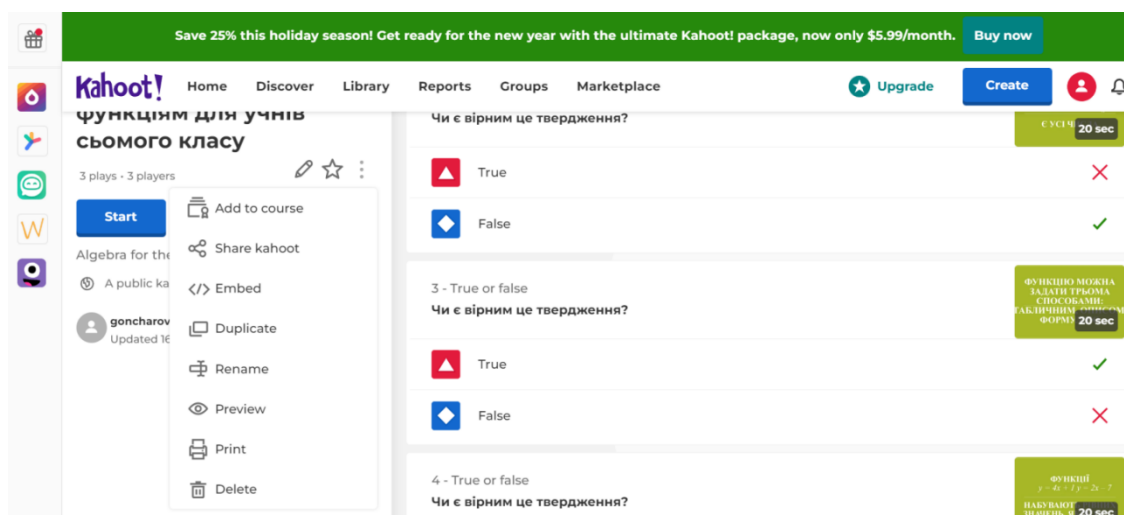 Save 25% this holiday season! Get ready for the new year with the ultimate Kahoot! package, now only $5.99/month. Buy now
Kahoot! Home Discover Library Reports Groups Marketplace Upgrade Create
функціям для учнів
сьомого класу
3 plays · 3 players
Start
Algebra for the
A public ka
goncharov
Updated 16
Add to course
Share kahoot
Embed
Duplicate
Rename
Preview
Print
Delete
Чи є вірним це твердження?
Є УСІ
20 sec
True
False
3 - True or false
Чи є вірним це твердження?
ФУНКЦІЮ МОЖНА
ЗАДАТИ ТРЬОМА
СПОСОБАМИ:
ТАБЛИЧНИМ, ОПИСОМ
ФОРМУ
20 sec
True
False
4 - True or false
Чи є вірним це твердження?
ФУНКЦІЇ
НАБУВАЮТ
20 sec